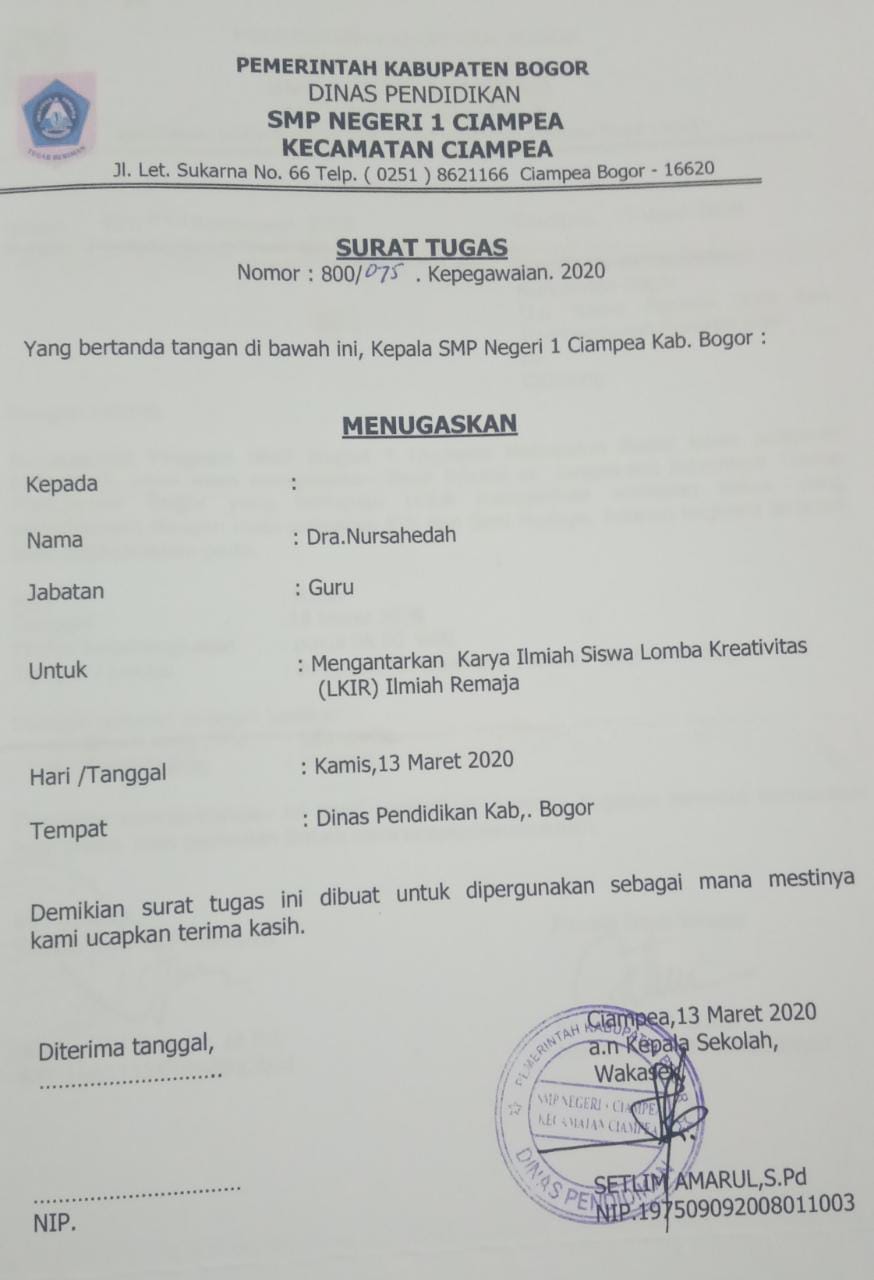 PEMERINTAH KABUPATEN BOGOR
DINAS PENDIDIKAN
SMP NEGERI 1 CIAMPEA
KECAMATAN CIAMPEA
Jl. Let. Sukarna No. 66 Telp. ( 0251 ) 8621166 Ciampea Bogor - 16620
TEGAR BERIMAN
SURAT TUGAS
Nomor : 800/075 . Kepegawaian. 2020
Yang bertanda tangan di bawah ini, Kepala SMP Negeri 1 Ciampea Kab. Bogor :
MENUGASKAN
Kepada :
Nama : Dra.Nursahedah
Jabatan : Guru
Untuk : Mengantarkan Karya Ilmiah Siswa Lomba Kreativitas
(LKIR) Ilmiah Remaja
Hari /Tanggal : Kamis,13 Maret 2020
Tempat : Dinas Pendidikan Kab,. Bogor
Demikian surat tugas ini dibuat untuk dipergunakan sebagai mana mestinya
kami ucapkan terima kasih.
Ciampea,13 Maret 2020
Diterima tanggal,
a.n Kepala Sekolah,
Wakasek
..............................
PEMERINTAH KABUPATEN BOGOR
SMP NEGERI 1 CIAMPEA
KECAMATAN CIAMPEA
DINAS PENDIDIKAN
SETLIM AMARUL,S.Pd
NIP.197509092008011003
..................................
NIP.